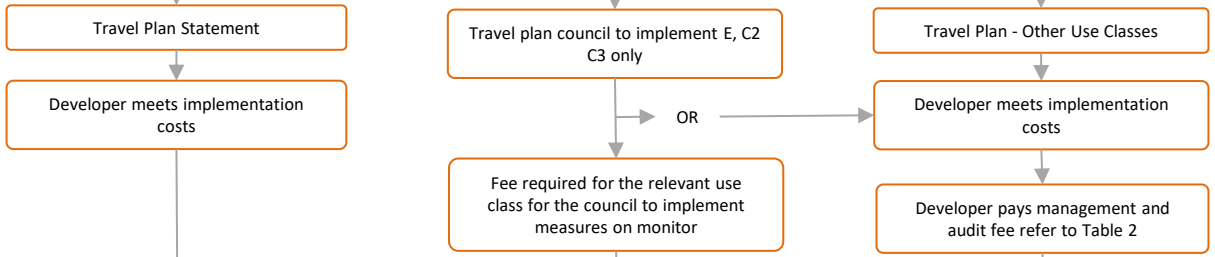 Travel Plan Statement
Developer meets implementation
costs
Travel plan council to implement E, C2
C3 only
OR
Fee required for the relevant use
class for the council to implement
measures on monitor
Travel Plan - Other Use Classes
Developer meets implementation
costs
Developer pays management and
audit fee refer to Table 2